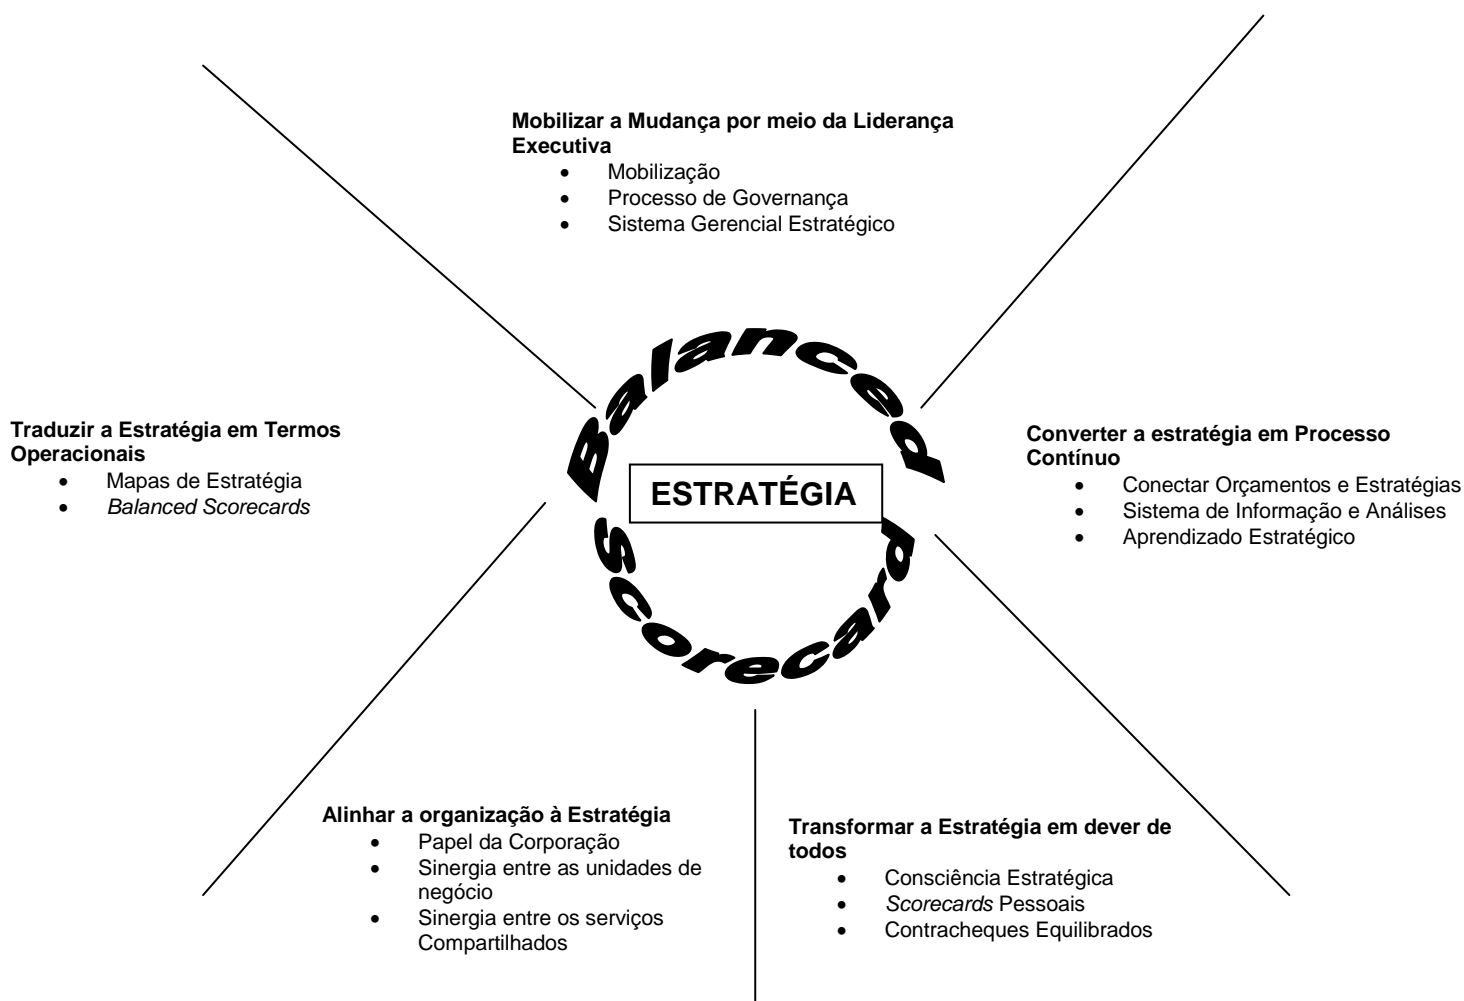 Mobilizar a Mudança por meio da Liderança
Executiva
• Mobilização
• Processo de Governança
• Sistema Gerencial Estratégico
Balanced
ESTRATÉGIA
scorecard
Traduzir a Estratégia em Termos
Operacionais
• Mapas de Estratégia
• Balanced Scorecards
Converter a estratégia em Processo
Contínuo
• Conectar Orçamentos e Estratégias
• Sistema de Informação e Análises
• Aprendizado Estratégico
Alinhar a organização à Estratégia
• Papel da Corporação
• Sinergia entre as unidades de
negócio
• Sinergia entre os serviços
Compartilhados
Transformar a Estratégia em dever de
todos
• Consciência Estratégica
• Scorecards Pessoais
• Contracheques Equilibrados